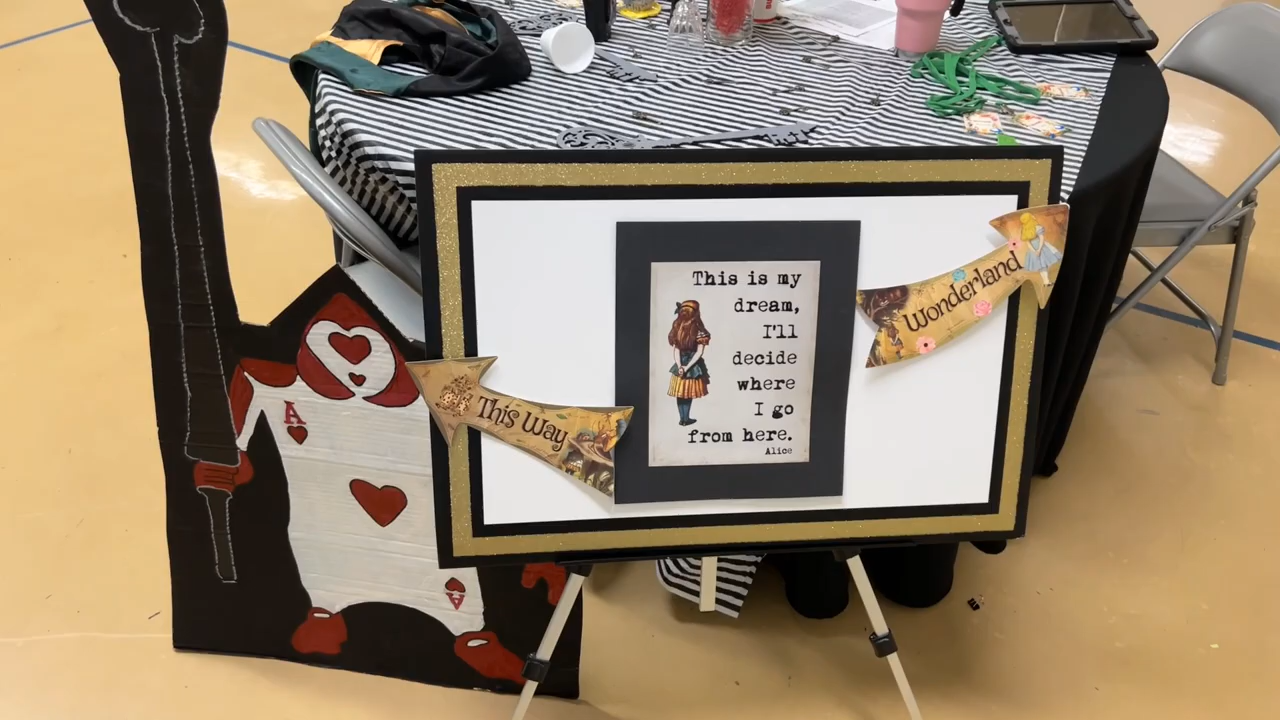 This is my
dream,
I'll
decide
where
I go
from here.
Alice
This Way
Wonderland
A
A